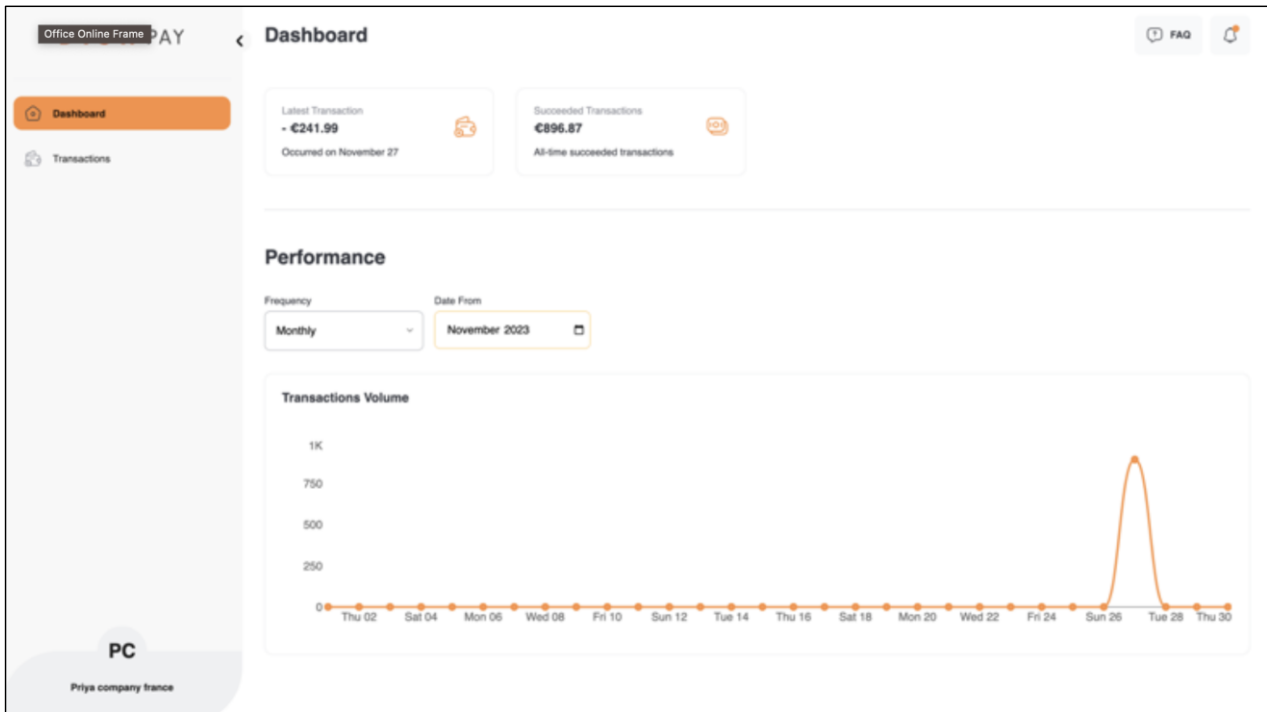 Office Online Frame
PAY
Dashboard
FAQ
Dashboard
Transactions
Latest Transaction
- €241.99
Occurred on November 27
Succeeded Transactions
€896.87
All-time succeeded transactions
Performance
Frequency
Date From
Monthly
November 2023
Transactions Volume
1K
750
500
250
0
Thu 02 Sat 04 Mon 06 Wed 08 Fri 10 Sun 12 Tue 14 Thu 16 Sat 18 Mon 20 Wed 22 Fri 24 Sun 26 Tue 28 Thu 30
PC
Priya company france